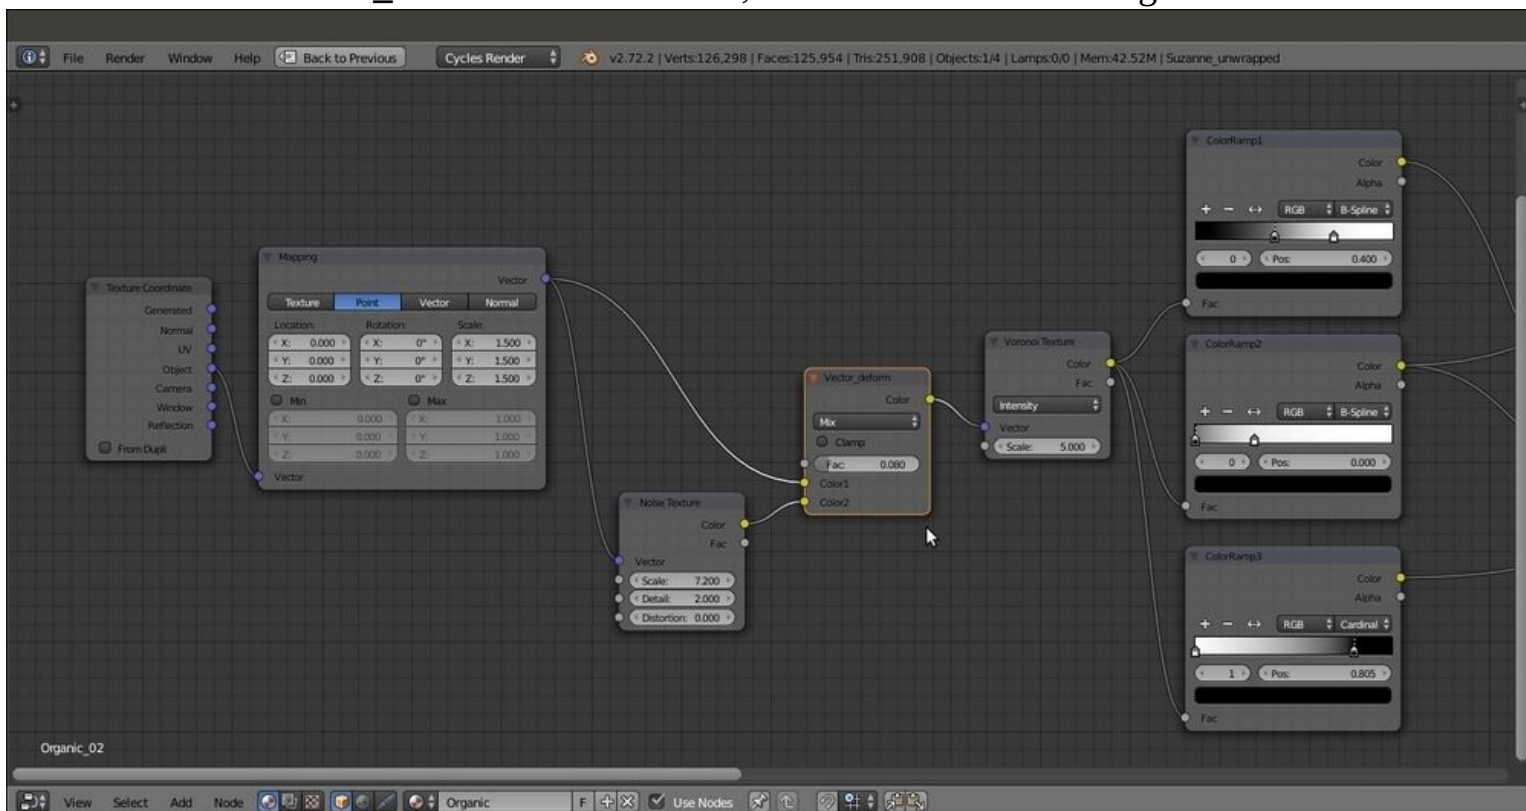 File Render Window Help Back to Previous Cycles Render v2.72.2 | Verts:126,298 | Faces:125,954 | Tris:251,908 | Objects:1/4 | Lamps:0/0 | Mem:42.52M | Suzanne_unwrapped
Texture Coordinate
Generated
Normal
UV
Object
Camera
Window
Reflection
From Dupli
Mapping
Vector
Texture Point Vector Normal
Location: Rotation: Scale:
X: 0.000 X: 0° X: 1.500
Y: 0.000 Y: 0° Y: 1.500
Z: 0.000 Z: 0° Z: 1.500
Min Max
X: 0.000 X: 1.000
Y: 0.000 Y: 1.000
Z: 0.000 Z: 1.000
Vector
Noise Texture
Color
Fac
Vector
Scale: 7.200
Detail: 2.000
Distortion: 0.000
Vector_deform
Color
Mix
Clamp
Fac: 0.080
Color1
Color2
Voronoi Texture
Color
Fac
Intensity
Vector
Scale: 5.000
ColorRamp1
Color
Alpha
RGB B-Spline
0 Pos: 0.400
Fac
ColorRamp2
Color
Alpha
RGB B-Spline
0 Pos: 0.000
Fac
ColorRamp3
Color
Alpha
RGB Cardinal
1 Pos: 0.805
Fac
Organic_02
View Select Add Node Organic F Use Nodes